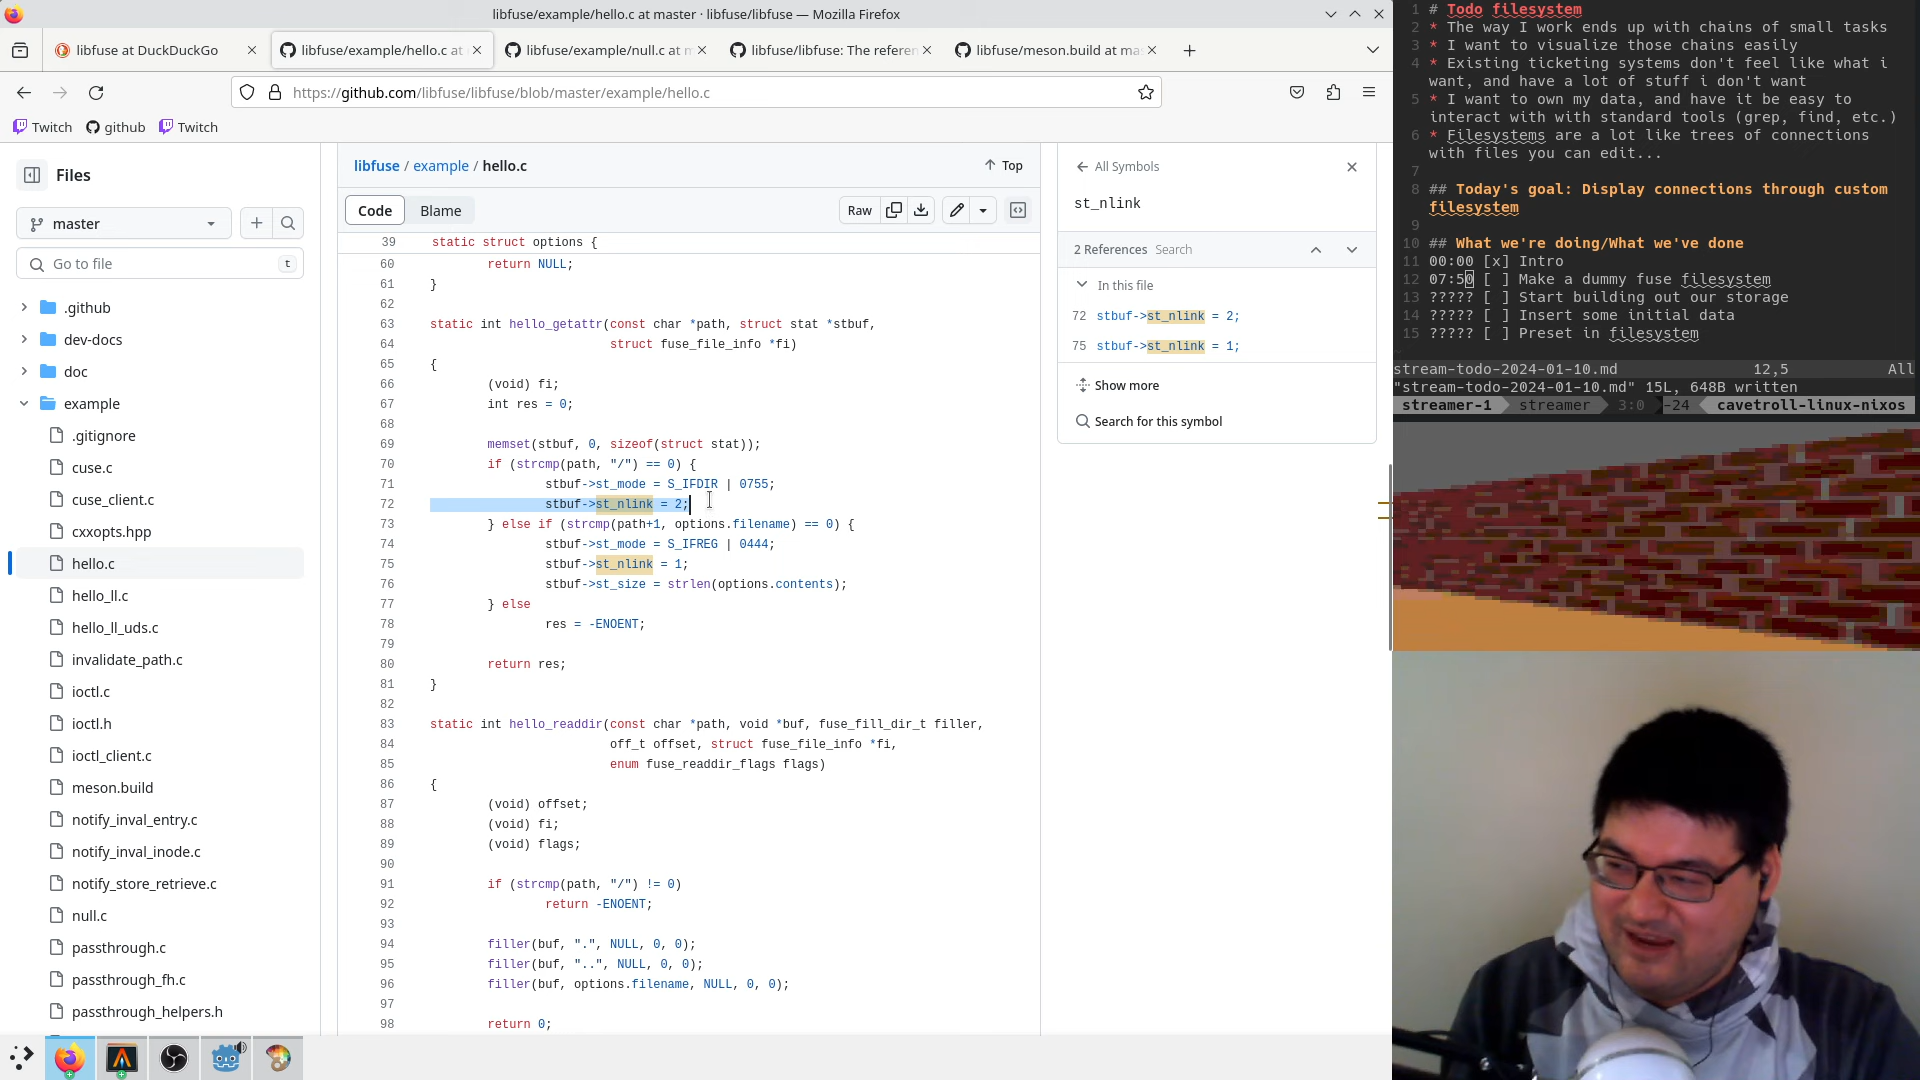 libfuse/example/hello.c at master · libfuse/libfuse — Mozilla Firefox
libfuse at DuckDuckGo
libfuse/example/hello.c at
libfuse/example/null.c at m
libfuse/libfuse: The referen
libfuse/meson.build at mas
https://github.com/libfuse/libfuse/blob/master/example/hello.c
Twitch
github
Twitch
Files
master
Go to file
t
.github
dev-docs
doc
example
.gitignore
cuse.c
cuse_client.c
cxxopts.hpp
hello.c
hello_ll.c
hello_ll_uds.c
invalidate_path.c
ioctl.c
ioctl.h
ioctl_client.c
meson.build
notify_inval_entry.c
notify_inval_inode.c
notify_store_retrieve.c
null.c
passthrough.c
passthrough_fh.c
passthrough_helpers.h
libfuse / example / hello.c
Top
Code
Blame
Raw
39 static struct options {
60 return NULL;
61 }
62
63 static int hello_getattr(const char *path, struct stat *stbuf,
64 struct fuse_file_info *fi)
65 {
66 (void) fi;
67 int res = 0;
68
69 memset(stbuf, 0, sizeof(struct stat));
70 if (strcmp(path, "/") == 0) {
71 stbuf->st_mode = S_IFDIR | 0755;
72 stbuf->st_nlink = 2;
73 } else if (strcmp(path+1, options.filename) == 0) {
74 stbuf->st_mode = S_IFREG | 0444;
75 stbuf->st_nlink = 1;
76 stbuf->st_size = strlen(options.contents);
77 } else
78 res = -ENOENT;
79
80 return res;
81 }
82
83 static int hello_readdir(const char *path, void *buf, fuse_fill_dir_t filler,
84 off_t offset, struct fuse_file_info *fi,
85 enum fuse_readdir_flags flags)
86 {
87 (void) offset;
88 (void) fi;
89 (void) flags;
90
91 if (strcmp(path, "/") != 0)
92 return -ENOENT;
93
94 filler(buf, ".", NULL, 0, 0);
95 filler(buf, "..", NULL, 0, 0);
96 filler(buf, options.filename, NULL, 0, 0);
97
98 return 0;
All Symbols
st_nlink
2 References Search
In this file
72 stbuf->st_nlink = 2;
75 stbuf->st_nlink = 1;
Show more
Search for this symbol
1 # Todo filesystem
2 * The way I work ends up with chains of small tasks
3 * I want to visualize those chains easily
4 * Existing ticketing systems don't feel like what i
want, and have a lot of stuff i don't want
5 * I want to own my data, and have it be easy to
interact with with standard tools (grep, find, etc.)
6 * Filesystems are a lot like trees of connections
with files you can edit...
7
8 ## Today's goal: Display connections through custom
filesystem
9
10 ## What we're doing/What we've done
11 00:00 [x] Intro
12 07:50 [ ] Make a dummy fuse filesystem
13 ????? [ ] Start building out our storage
14 ????? [ ] Insert some initial data
15 ????? [ ] Preset in filesystem
~
stream-todo-2024-01-10.md 12,5 All
"stream-todo-2024-01-10.md" 15L, 648B written
streamer-1 streamer 3:0 -24 cavetroll-linux-nixos